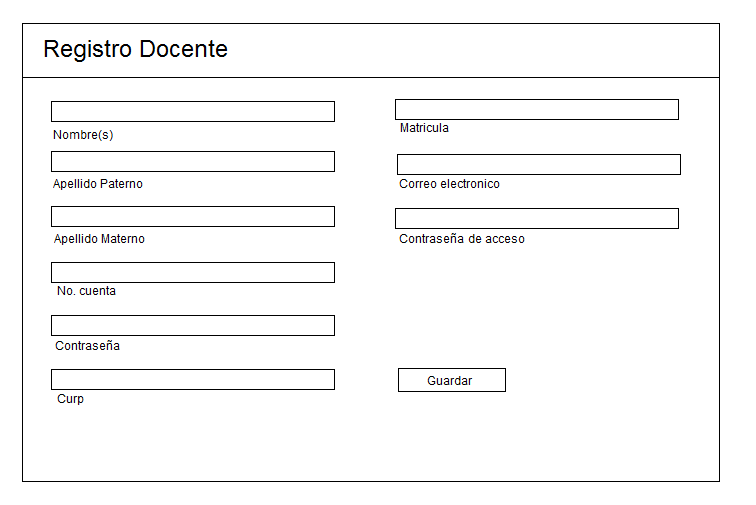 Registro Docente
Nombre(s)
Apellido Paterno
Apellido Materno
No. cuenta
Contraseña
Curp
Matricula
Correo electronico
Contraseña de acceso
Guardar